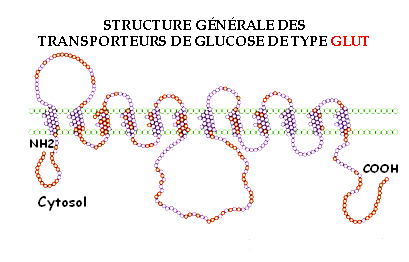 STRUCTURE GÉNÉRALE DES
TRANSPORTEURS DE GLUCOSE DE TYPE GLUT
NH2
COOH
Cytosol